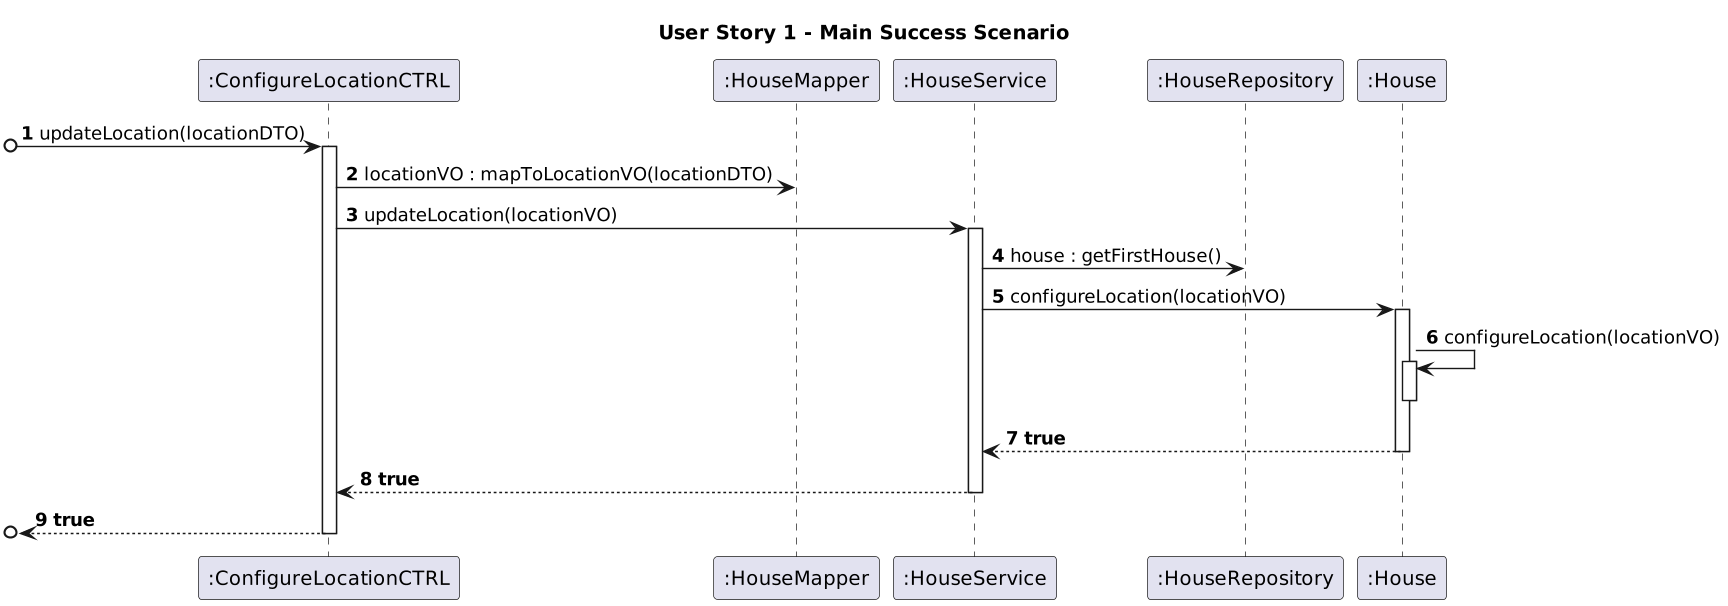 User Story 1 - Main Success Scenario
:ConfigureLocationCTRL :HouseMapper :HouseService :HouseRepository :House
1 updateLocation(locationDTO)
2 locationVO : mapToLocationVO(locationDTO)
3 updateLocation(locationVO)
4 house : getFirstHouse()
5 configureLocation(locationVO)
6 configureLocation(locationVO)
7 true
8 true
9 true
:ConfigureLocationCTRL :HouseMapper :HouseService :HouseRepository :House